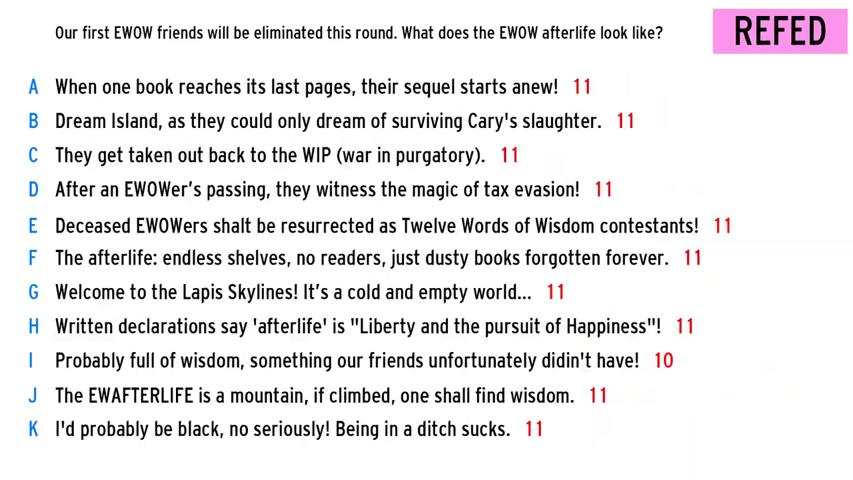 Our first EWOW friends will be eliminated this round. What does the EWOW afterlife look like?
REFED
A When one book reaches its last pages, their sequel starts anew! 11
B Dream Island, as they could only dream of surviving Cary's slaughter. 11
C They get taken out back to the WIP (war in purgatory). 11
D After an EWOWer’s passing, they witness the magic of tax evasion! 11
E Deceased EWOWers shalt be resurrected as Twelve Words of Wisdom contestants! 11
F The afterlife: endless shelves, no readers, just dusty books forgotten forever. 11
G Welcome to the Lapis Skylines! It’s a cold and empty world... 11
H Written declarations say 'afterlife' is "Liberty and the pursuit of Happiness"! 11
I Probably full of wisdom, something our friends unfortunately didin't have! 10
J The EWAFTERLIFE is a mountain, if climbed, one shall find wisdom. 11
K I'd probably be black, no seriously! Being in a ditch sucks. 11